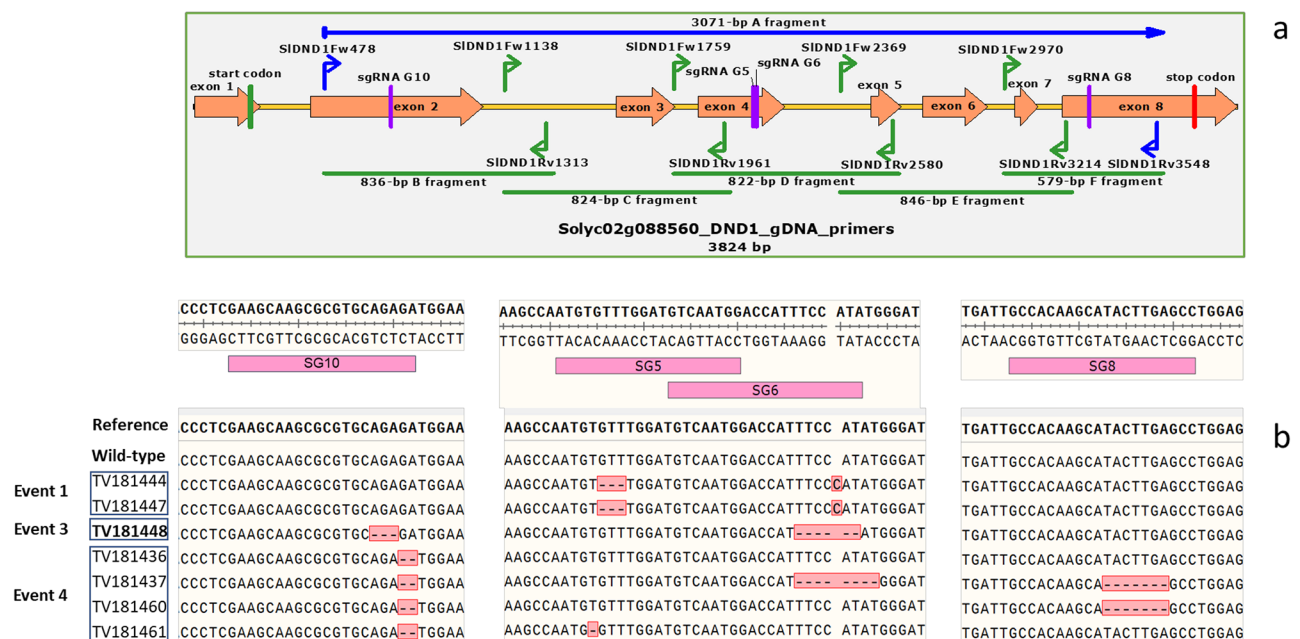 3071-bp A fragment
a
SlDND1Fw478 SlDND1Fw1138 SlDND1Fw1759 SlDND1Fw2369 SlDND1Fw2970
start codon sgRNA G10 sgRNA G5 sgRNA G6 sgRNA G8 stop codon
exon 1 exon 2 exon 3 exon 4 exon 5 exon 6 exon 7 exon 8
SlDND1Rv1313 SlDND1Rv1961 SlDND1Rv2580 SlDND1Rv3214 SlDND1Rv3548
836-bp B fragment 822-bp D fragment 579-bp F fragment
824-bp C fragment 846-bp E fragment
Solyc02g088560_DND1_gDNA_primers
3824 bp
CCCTCGAAGCAAGCGCGTGCAGAGATGGAA AAGCCAATGTGTTTGGATGTCAATGGACCATTTCC ATATGGGAT TGATTGCCACAAGCATACTTGAGCCTGGAG
GGGAGCTTCGTTCGCGCACGTCTCTACCTT TTCGGTTACACAAACCTACAGTTACCTGGTAAAGG TATACCCTA ACTAACGGTGTTCGTATGAACTCGGACCTC
SG10 SG5 SG8
SG6
b
Reference CCCTCGAAGCAAGCGCGTGCAGAGATGGAA AAGCCAATGTGTTTGGATGTCAATGGACCATTTCC ATATGGGAT TGATTGCCACAAGCATACTTGAGCCTGGAG
Wild-type CCCTCGAAGCAAGCGCGTGCAGAGATGGAA AAGCCAATGTGTTTGGATGTCAATGGACCATTTCC ATATGGGAT TGATTGCCACAAGCATACTTGAGCCTGGAG
Event 1
TV181444 CCCTCGAAGCAAGCGCGTGCAGAGATGGAA AAGCCAATGT---TGGATGTCAATGGACCATTTCCCATATGGGAT TGATTGCCACAAGCATACTTGAGCCTGGAG
TV181447 CCCTCGAAGCAAGCGCGTGCAGAGATGGAA AAGCCAATGT---TGGATGTCAATGGACCATTTCCCATATGGGAT TGATTGCCACAAGCATACTTGAGCCTGGAG
Event 3 TV181448 CCCTCGAAGCAAGCGCGTGC---GATGGAA AAGCCAATGTGTTTGGATGTCAATGGACCAT---- --ATGGGAT TGATTGCCACAAGCATACTTGAGCCTGGAG
Event 4
TV181436 CCCTCGAAGCAAGCGCGTGCAGA--TGGAA AAGCCAATGTGTTTGGATGTCAATGGACCATTTCC ATATGGGAT TGATTGCCACAAGCATACTTGAGCCTGGAG
TV181437 CCCTCGAAGCAAGCGCGTGCAGA--TGGAA AAGCCAATGTGTTTGGATGTCAATGGACCAT---- ----GGGAT TGATTGCCACAAGCA-------GCCTGGAG
TV181460 CCCTCGAAGCAAGCGCGTGCAGA--TGGAA AAGCCAATGTGTTTGGATGTCAATGGACCATTTCC ATATGGGAT TGATTGCCACAAGCA-------GCCTGGAG
TV181461 CCCTCGAAGCAAGCGCGTGCAGA--TGGAA AAGCCAATG-GTTTGGATGTCAATGGACCATTTCC ATATGGGAT TGATTGCCACAAGCATACTTGAGCCTGGAG